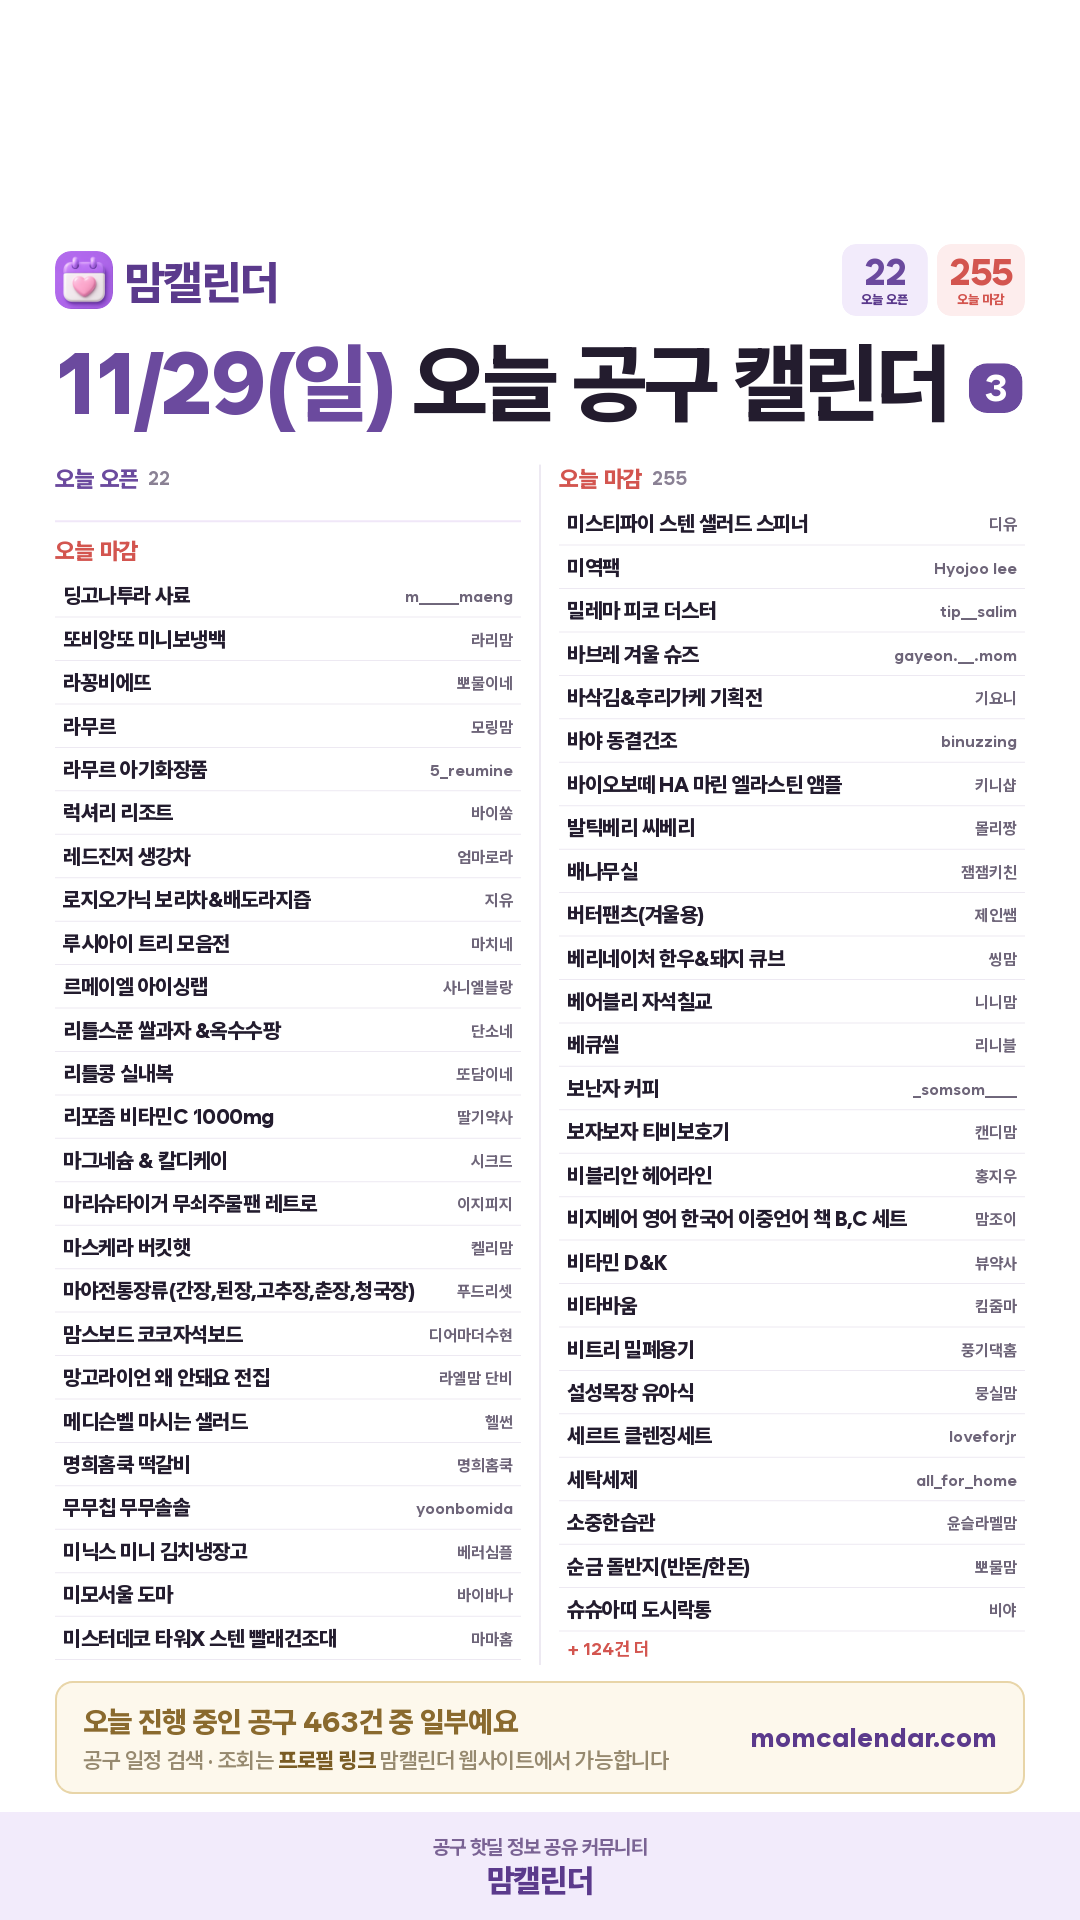 맘캘린더
22
오늘 오픈
255
오늘 마감
11/29(일) 오늘 공구 캘린더 3
오늘 오픈 22
오늘 마감
딩고나투라 사료 m_____maeng
또비앙또 미니보냉백 라리맘
라꽁비에뜨 뽀물이네
라무르 모링맘
라무르 아기화장품 5_reumine
럭셔리 리조트 바이쏨
레드진저 생강차 엄마로라
로지오가닉 보리차&배도라지즙 지유
루시아이 트리 모음전 마치네
르메이엘 아이싱랩 사니엘블랑
리틀스푼 쌀과자 &옥수수팡 단소네
리틀콩 실내복 또담이네
리포좀 비타민C 1000mg 딸기약사
마그네슘 & 칼디케이 시크드
마리슈타이거 무쇠주물팬 레트로 이지피지
마스케라 버킷햇 켈리맘
마야전통장류(간장,된장,고추장,춘장,청국장) 푸드리셋
맘스보드 코코자석보드 디어마더수현
망고라이언 왜 안돼요 전집 라엘맘 단비
메디슨벨 마시는 샐러드 헬썬
명희홈쿡 떡갈비 명희홈쿡
무무칩 무무솔솔 yoonbomida
미닉스 미니 김치냉장고 베러심플
미모서울 도마 바이바나
미스터데코 타워X 스텐 빨래건조대 마마홈
오늘 마감 255
미스티파이 스텐 샐러드 스피너 디유
미역팩 Hyojoo lee
밀레마 피코 더스터 tip__salim
바브레 겨울 슈즈 gayeon.__.mom
바삭김&후리가케 기획전 기요니
바야 동결건조 binuzzing
바이오보떼 HA 마린 엘라스틴 앰플 키니샵
발틱베리 씨베리 몰리짱
배나무실 잼잼키친
버터팬츠(겨울용) 제인쌤
베리네이처 한우&돼지 큐브 씽맘
베어블리 자석칠교 니니맘
베큐씰 리니블
보난자 커피 _somsom____
보자보자 티비보호기 캔디맘
비블리안 헤어라인 홍지우
비지베어 영어 한국어 이중언어 책 B,C 세트 맘조이
비타민 D&K 뷰약사
비타바움 킴줌마
비트리 밀폐용기 풍기댁홈
설성목장 유아식 뭉실맘
세르트 클렌징세트 loveforjr
세탁세제 all_for_home
소중한습관 윤슬라멜맘
순금 돌반지(반돈/한돈) 뽀물맘
슈슈아띠 도시락통 비야
+ 124건 더
오늘 진행 중인 공구 463건 중 일부예요
공구 일정 검색 · 조회는 프로필 링크 맘캘린더 웹사이트에서 가능합니다
momcalendar.com
공구 핫딜 정보 공유 커뮤니티
맘캘린더